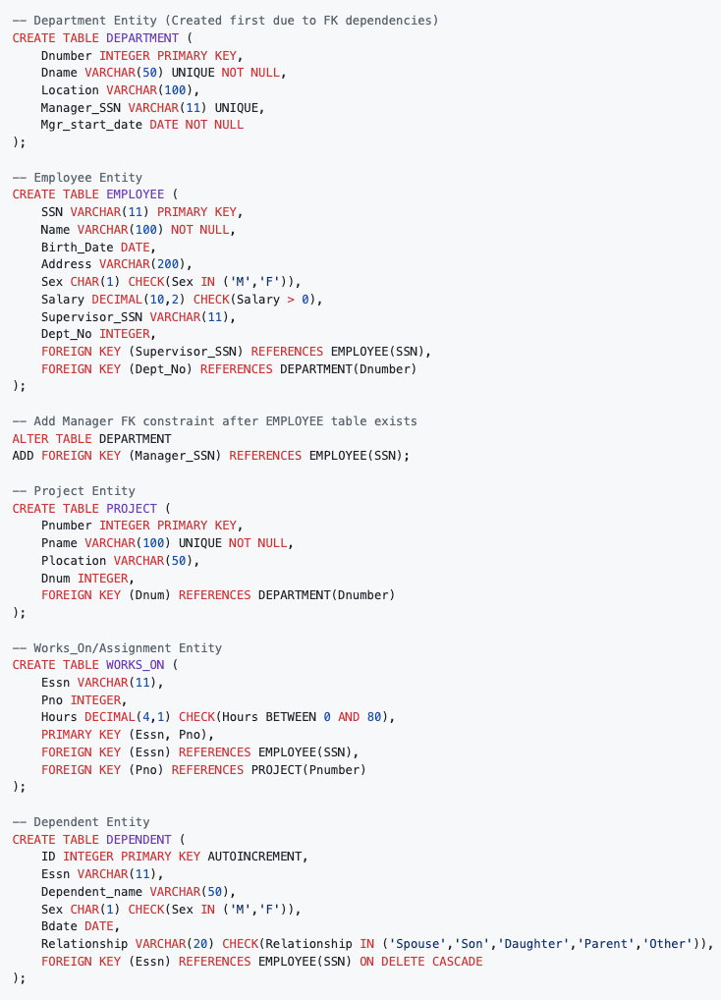 -- Department Entity (Created first due to FK dependencies)
CREATE TABLE DEPARTMENT (
    Dnumber INTEGER PRIMARY KEY,
    Dname VARCHAR(50) UNIQUE NOT NULL,
    Location VARCHAR(100),
    Manager_SSN VARCHAR(11) UNIQUE,
    Mgr_start_date DATE NOT NULL
);

-- Employee Entity
CREATE TABLE EMPLOYEE (
    SSN VARCHAR(11) PRIMARY KEY,
    Name VARCHAR(100) NOT NULL,
    Birth_Date DATE,
    Address VARCHAR(200),
    Sex CHAR(1) CHECK(Sex IN ('M','F')),
    Salary DECIMAL(10,2) CHECK(Salary > 0),
    Supervisor_SSN VARCHAR(11),
    Dept_No INTEGER,
    FOREIGN KEY (Supervisor_SSN) REFERENCES EMPLOYEE(SSN),
    FOREIGN KEY (Dept_No) REFERENCES DEPARTMENT(Dnumber)
);

-- Add Manager FK constraint after EMPLOYEE table exists
ALTER TABLE DEPARTMENT
ADD FOREIGN KEY (Manager_SSN) REFERENCES EMPLOYEE(SSN);

-- Project Entity
CREATE TABLE PROJECT (
    Pnumber INTEGER PRIMARY KEY,
    Pname VARCHAR(100) UNIQUE NOT NULL,
    Plocation VARCHAR(50),
    Dnum INTEGER,
    FOREIGN KEY (Dnum) REFERENCES DEPARTMENT(Dnumber)
);

-- Works_On/Assignment Entity
CREATE TABLE WORKS_ON (
    Essn VARCHAR(11),
    Pno INTEGER,
    Hours DECIMAL(4,1) CHECK(Hours BETWEEN 0 AND 80),
    PRIMARY KEY (Essn, Pno),
    FOREIGN KEY (Essn) REFERENCES EMPLOYEE(SSN),
    FOREIGN KEY (Pno) REFERENCES PROJECT(Pnumber)
);

-- Dependent Entity
CREATE TABLE DEPENDENT (
    ID INTEGER PRIMARY KEY AUTOINCREMENT,
    Essn VARCHAR(11),
    Dependent_name VARCHAR(50),
    Sex CHAR(1) CHECK(Sex IN ('M','F')),
    Bdate DATE,
    Relationship VARCHAR(20) CHECK(Relationship IN ('Spouse','Son','Daughter','Parent','Other')),
    FOREIGN KEY (Essn) REFERENCES EMPLOYEE(SSN) ON DELETE CASCADE
);